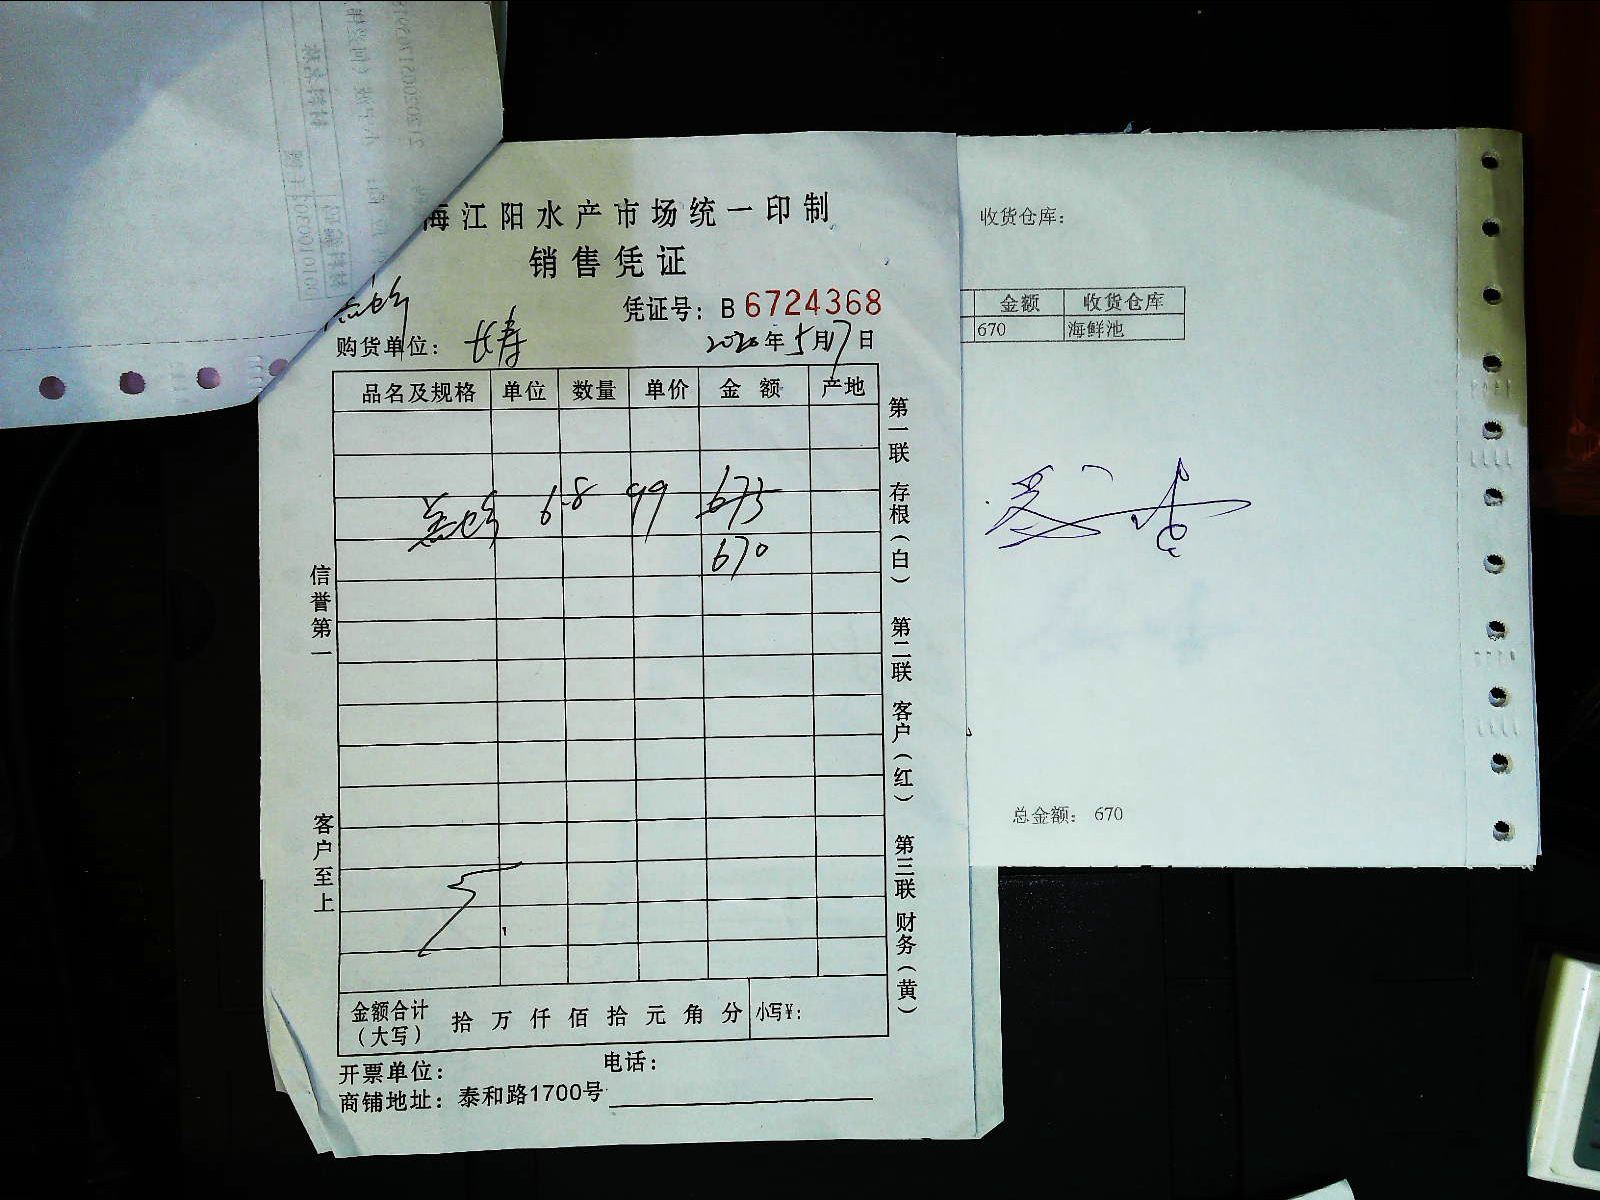 海江阳水产市场统一印制
销售凭证
凭证号：B 6724368
购货单位： 长寿
2020年5月17日
品名及规格 单位 数量 单价 金额 产地
6.8 99 673
670
信誉第一
客户至上
第一联 存根（白） 第二联 客户（红） 第三联 财务（黄）
金额合计（大写） 拾 万 仟 佰 拾 元 角 分 小写¥：
开票单位： 电话：
商铺地址：泰和路1700号
收货仓库：
金额 收货仓库
670 海鲜池
总金额： 670